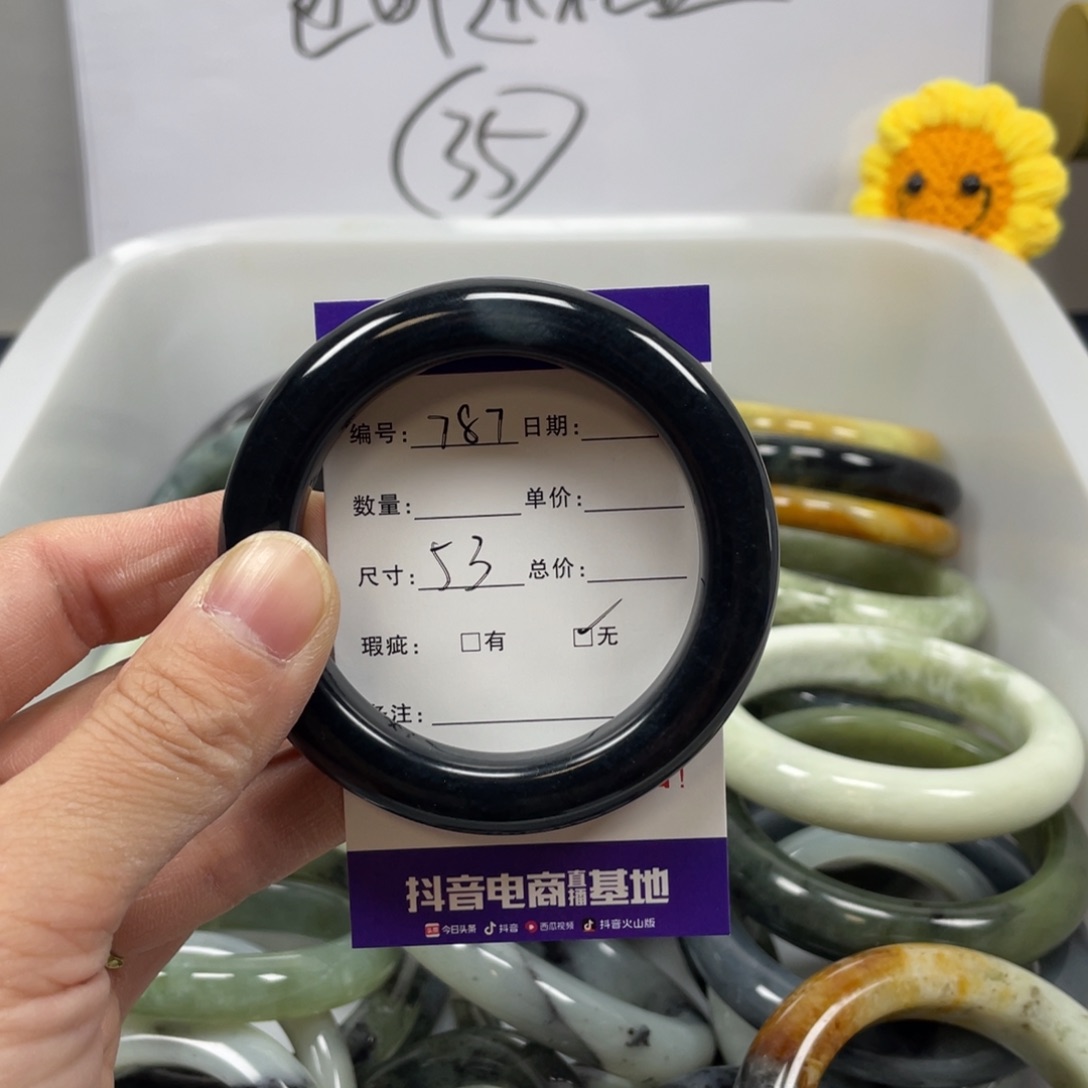 35
编号: 787 日期:
数量: 单价:
尺寸: 53 总价:
瑕疵: □有 ☑无
备注:
!
抖音电商直播基地
今日头条 抖音 西瓜视频 抖音火山版